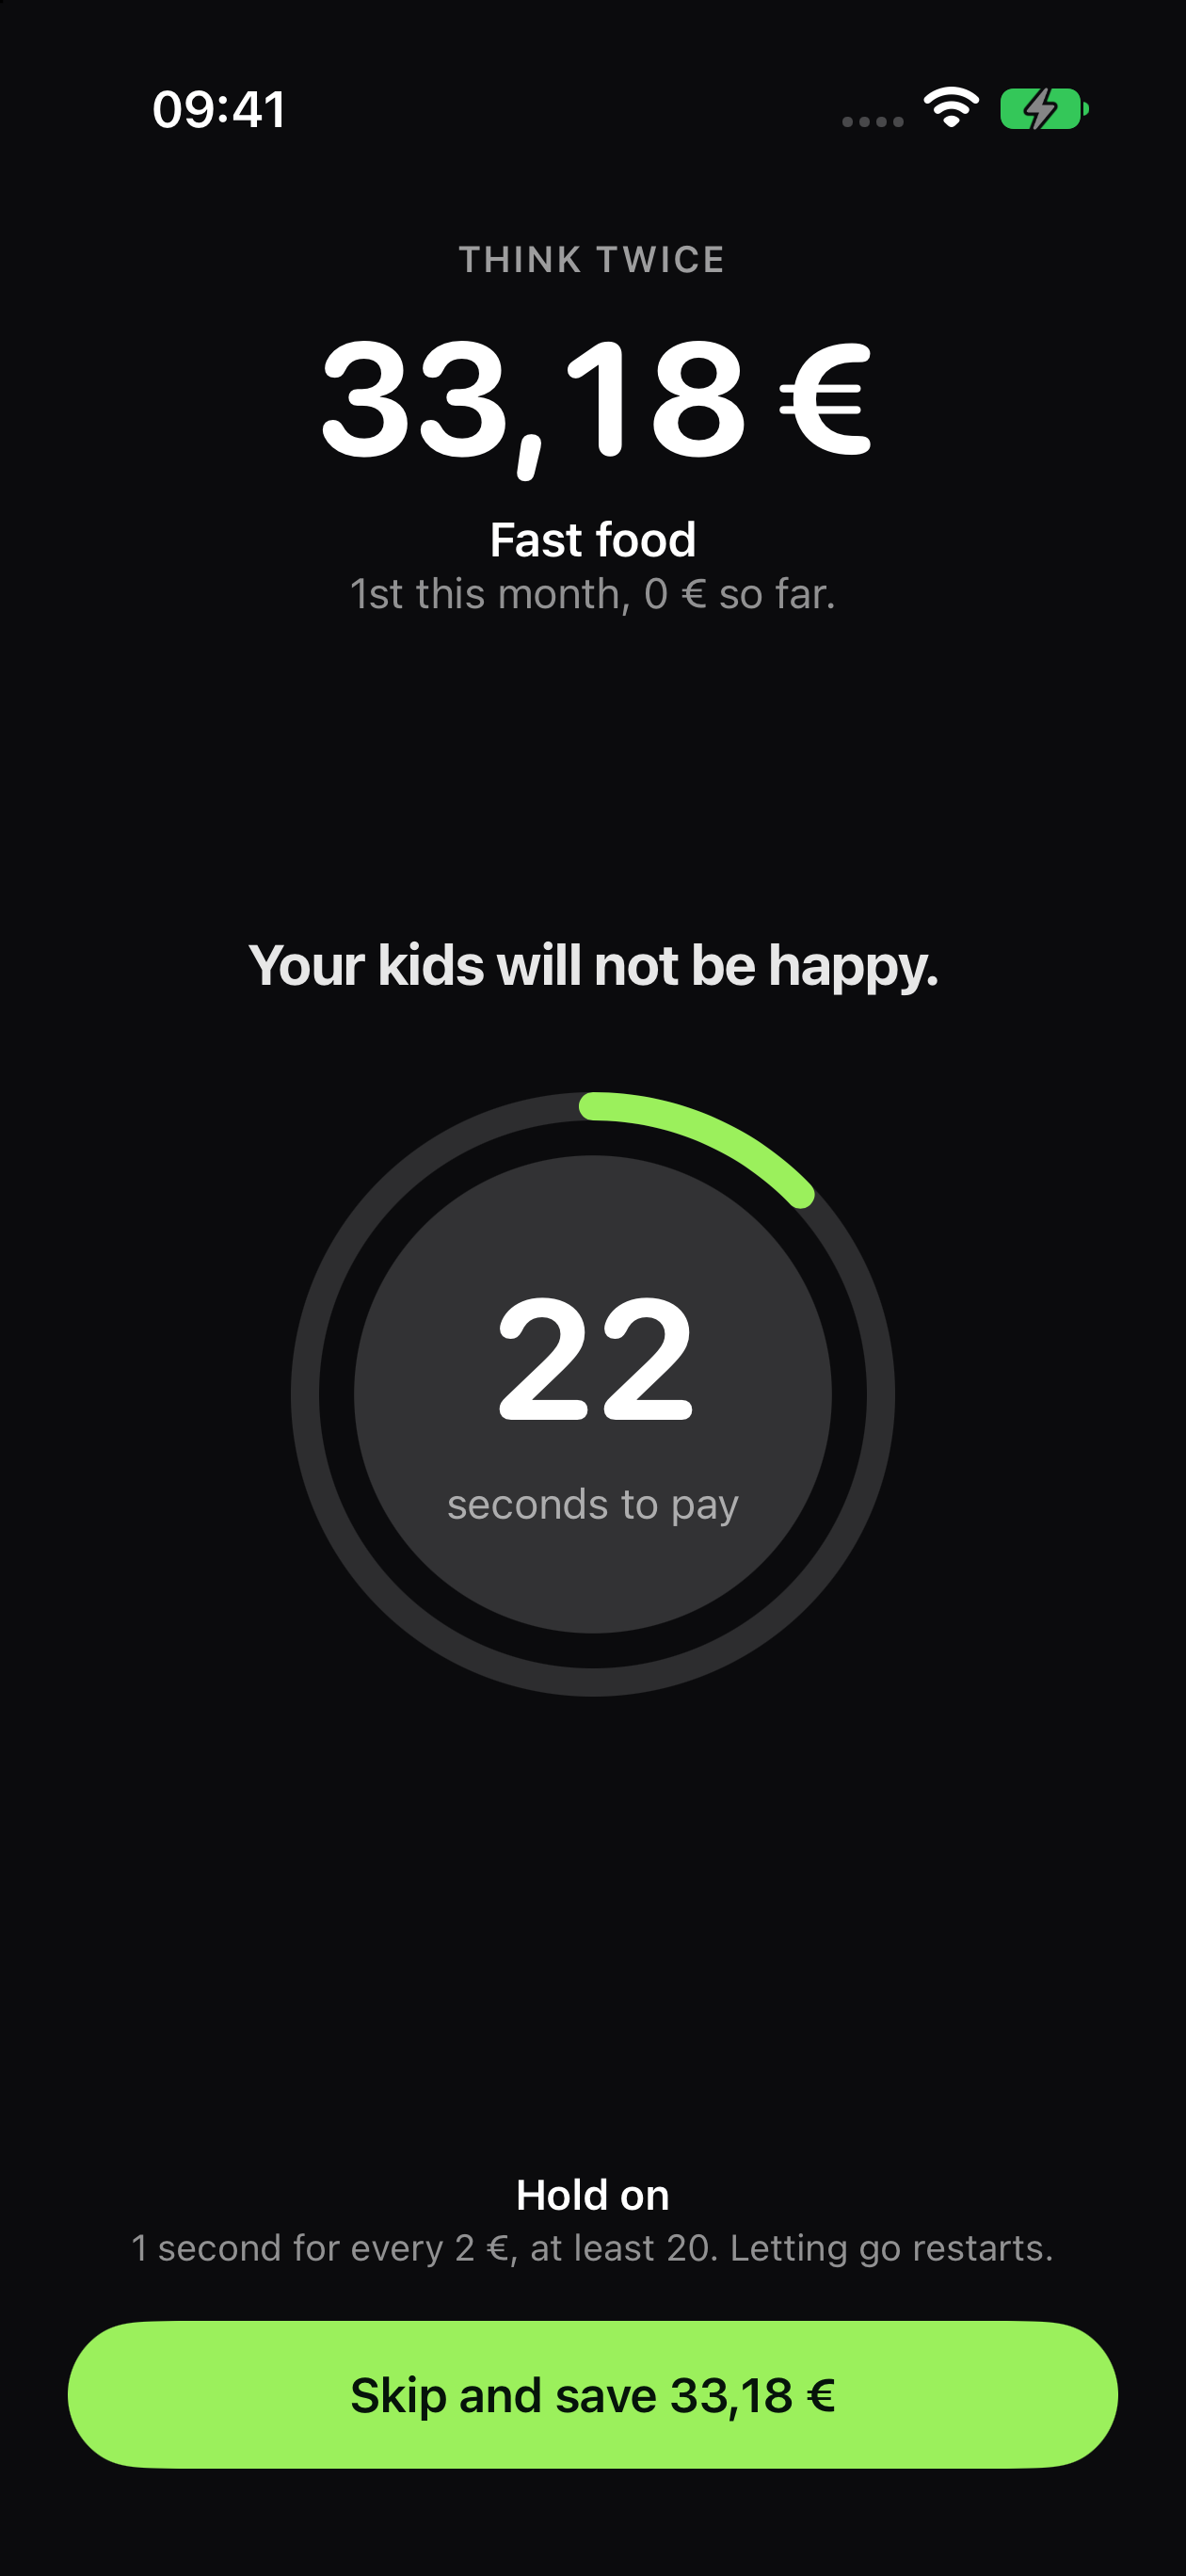 09:41
THINK TWICE
33,18 €
Fast food
1st this month, 0 € so far.
Your kids will not be happy.
22
seconds to pay
Hold on
1 second for every 2 €, at least 20. Letting go restarts.
Skip and save 33,18 €